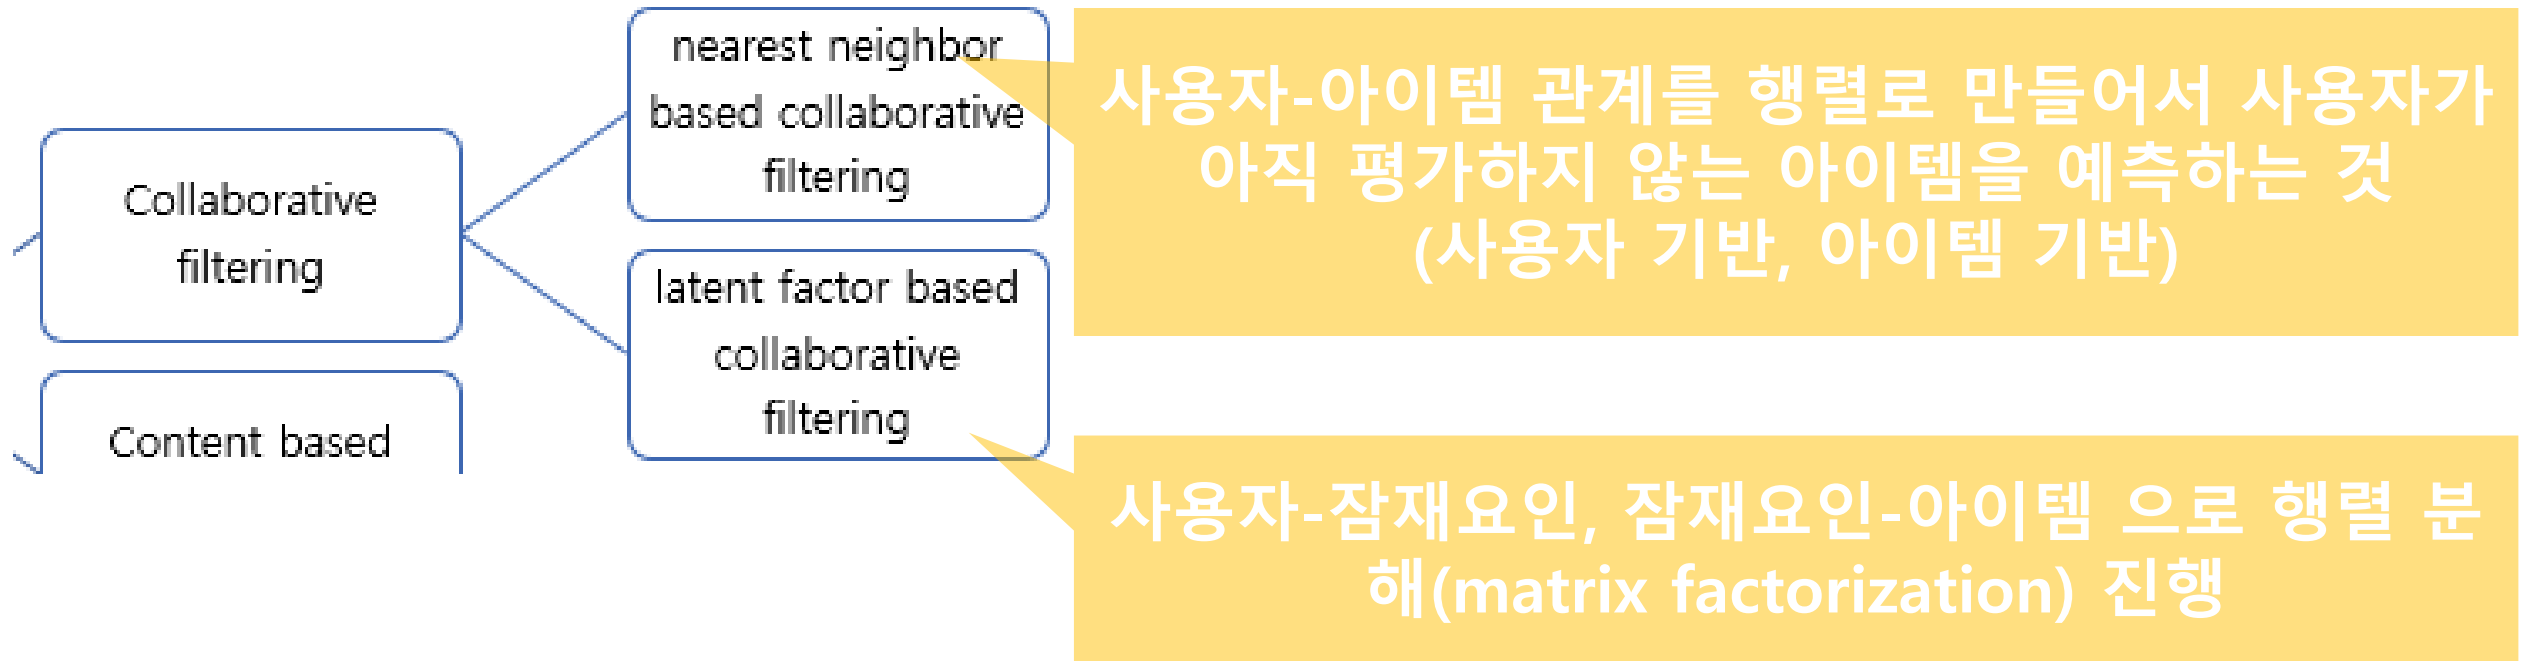 Collaborative
filtering
Content based
nearest neighbor
based collaborative
filtering
latent factor based
collaborative
filtering
사용자-아이템 관계를 행렬로 만들어서 사용자가
아직 평가하지 않는 아이템을 예측하는 것
(사용자 기반, 아이템 기반)
사용자-잠재요인, 잠재요인-아이템 으로 행렬 분
해(matrix factorization) 진행